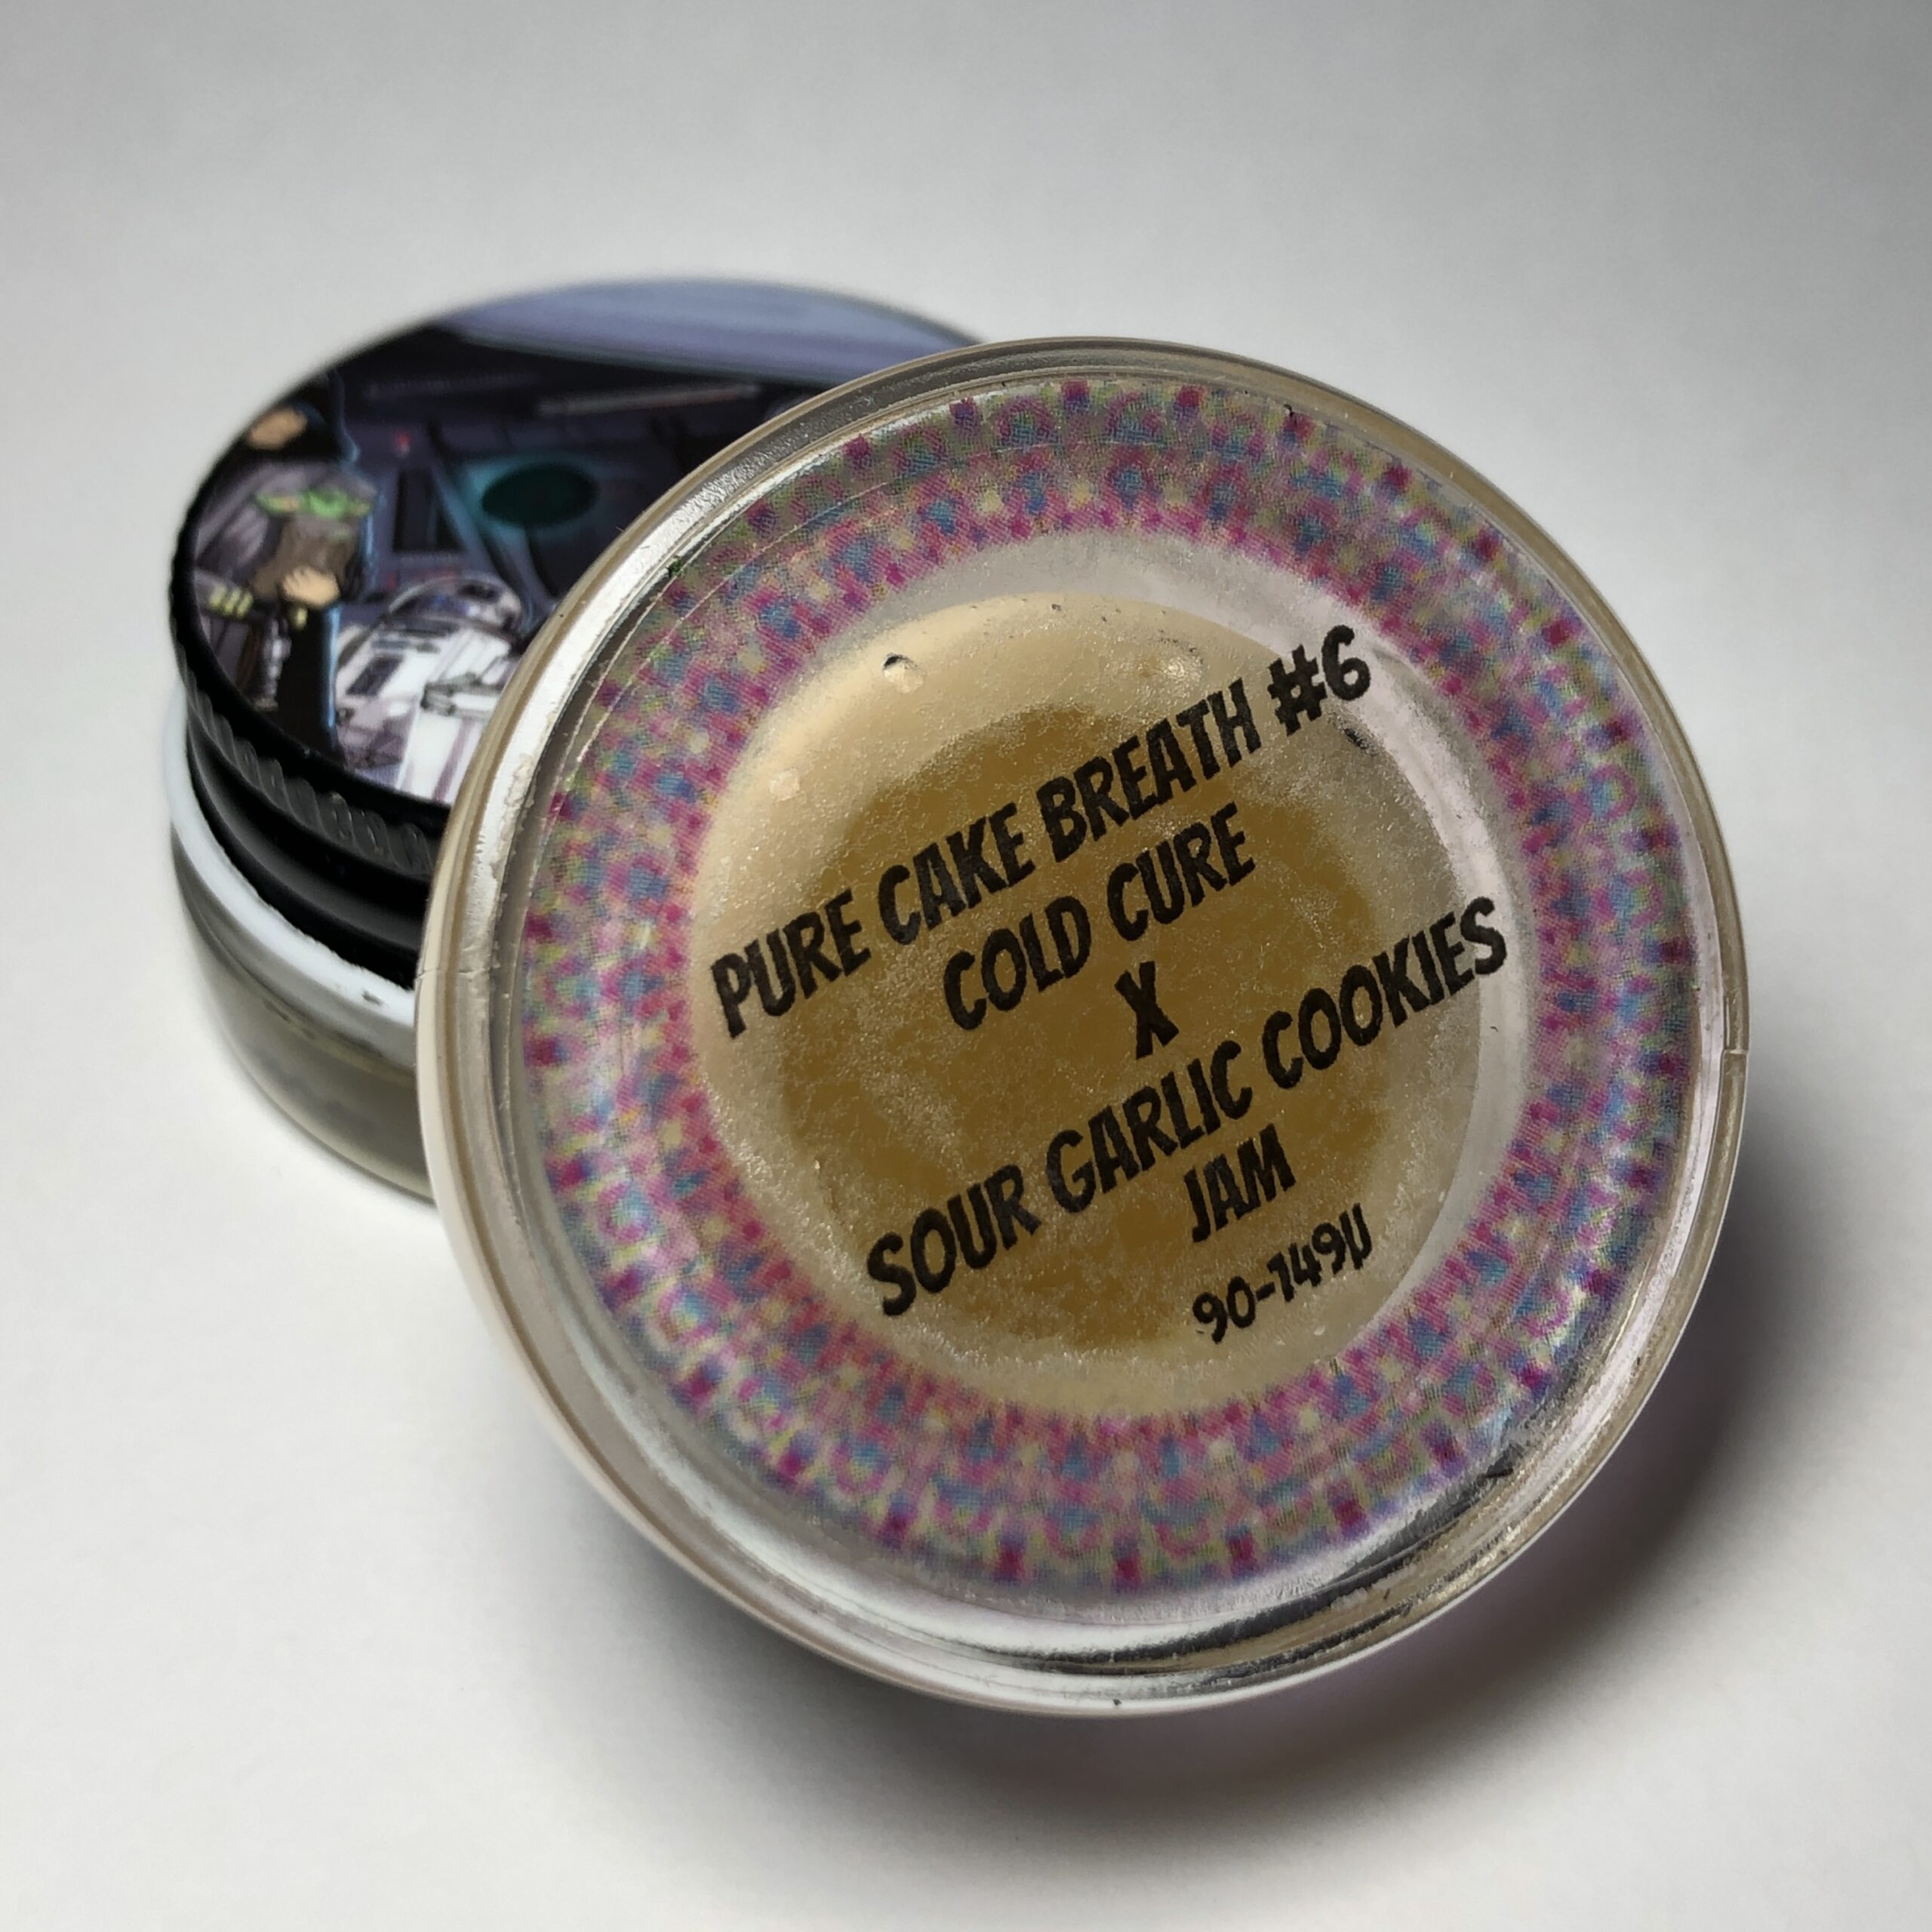 PURE CAKE BREATH #6
COLD CURE
X
SOUR GARLIC COOKIES
JAM
90-149U